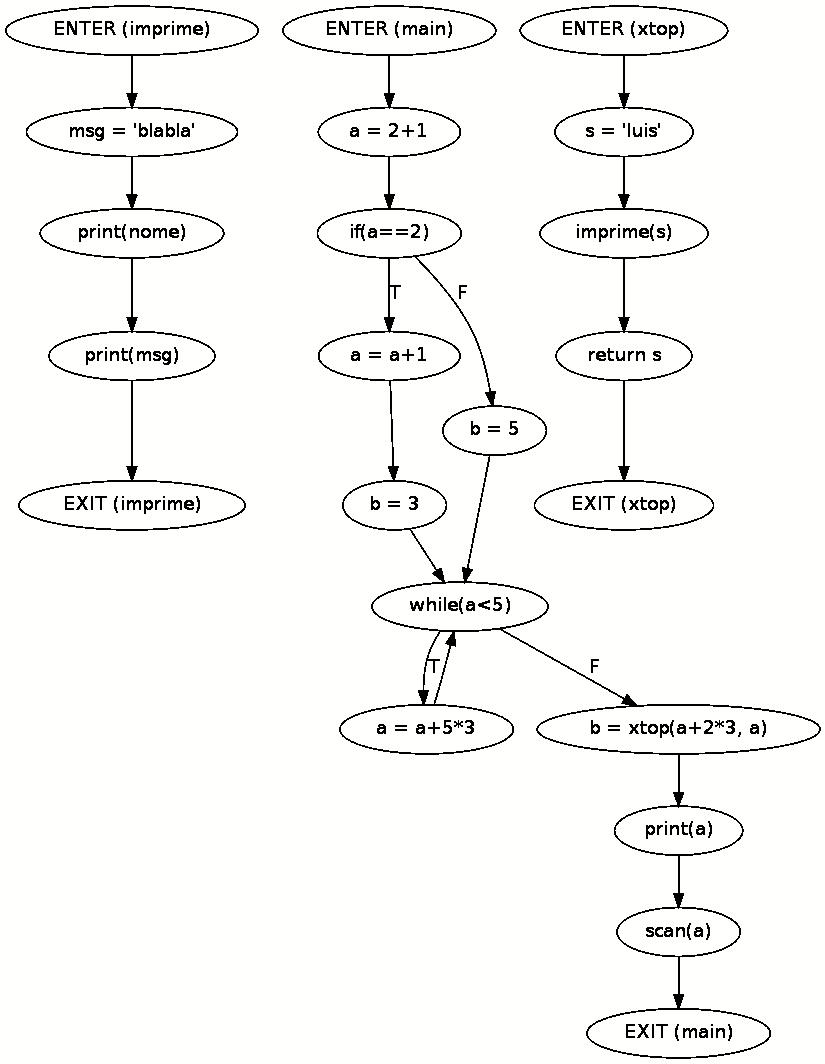 ENTER (imprime)
msg = 'blabla'
print(nome)
print(msg)
EXIT (imprime)
ENTER (main)
a = 2+1
if(a==2)
T
F
a = a+1
b = 5
b = 3
while(a<5)
T
F
a = a+5*3
b = xtop(a+2*3, a)
print(a)
scan(a)
EXIT (main)
ENTER (xtop)
s = 'luis'
imprime(s)
return s
EXIT (xtop)